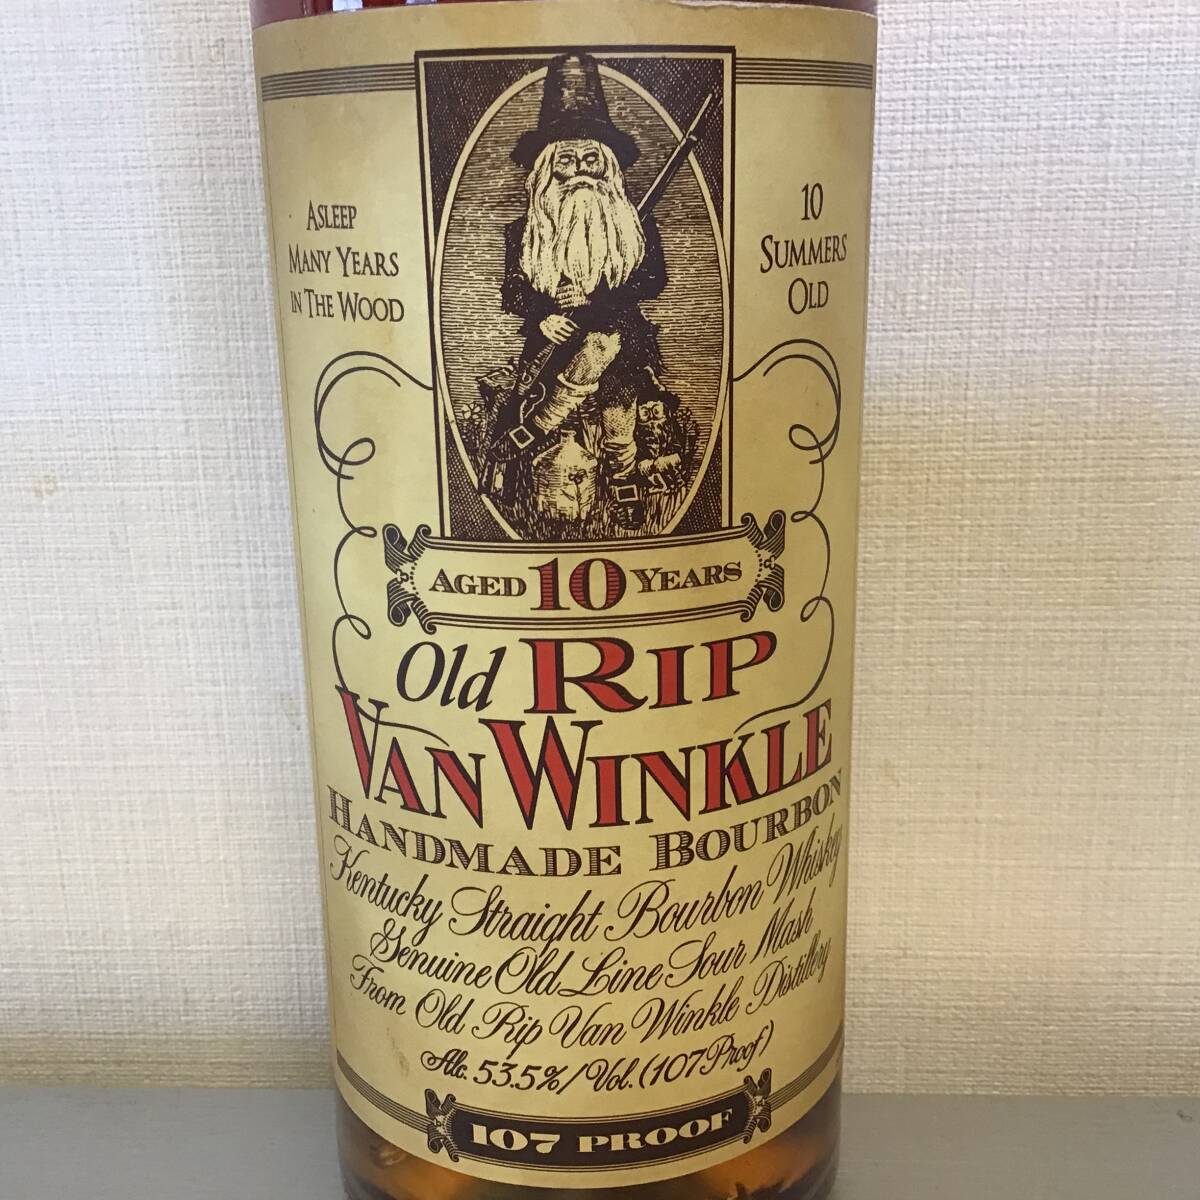 ASLEEP
MANY YEARS
IN THE WOOD
10
SUMMERS
OLD
AGED 10 YEARS
Old RIP
VAN WINKLE
HANDMADE BOURBON
Kentucky Straight Bourbon Whiskey
Genuine Old Line Sour Mash
From Old Rip Van Winkle Distillery
Alc. 53.5%/Vol. (107 Proof)
107 PROOF